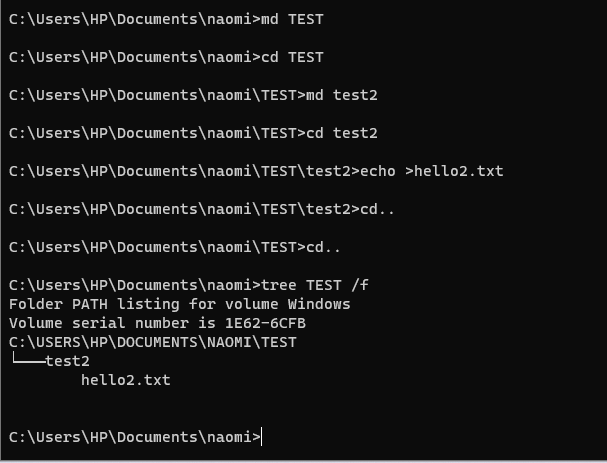 C:\Users\HP\Documents\naomi>md TEST
C:\Users\HP\Documents\naomi>cd TEST
C:\Users\HP\Documents\naomi\TEST>md test2
C:\Users\HP\Documents\naomi\TEST>cd test2
C:\Users\HP\Documents\naomi\TEST\test2>echo >hello2.txt
C:\Users\HP\Documents\naomi\TEST\test2>cd..
C:\Users\HP\Documents\naomi\TEST>cd..
C:\Users\HP\Documents\naomi>tree TEST /f
Folder PATH listing for volume Windows
Volume serial number is 1E62-6CFB
C:\USERS\HP\DOCUMENTS\NAOMI\TEST
└───test2
        hello2.txt
C:\Users\HP\Documents\naomi>